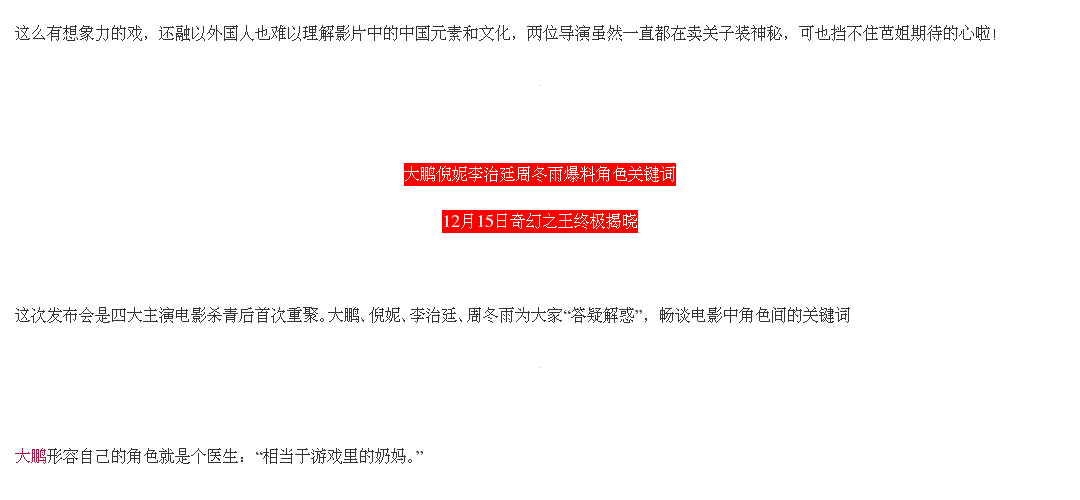 这么有想象力的戏，还融以外国人也难以理解影片中的中国元素和文化，两位导演虽然一直都在卖关子装神秘，可也挡不住芭姐期待的心啦!
大鹏倪妮李治廷周冬雨爆料角色关键词
12月15日奇幻之王终极揭晓
这次发布会是四大主演电影杀青后首次重聚。大鹏、倪妮、李治廷、周冬雨为大家“答疑解惑”，畅谈电影中角色间的关键词
大鹏形容自己的角色就是个医生：“相当于游戏里的奶妈。”